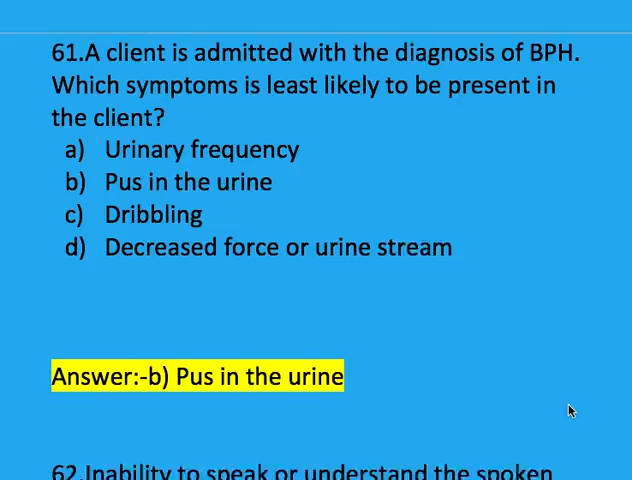 61.A client is admitted with the diagnosis of BPH.
Which symptoms is least likely to be present in
the client?
a) Urinary frequency
b) Pus in the urine
c) Dribbling
d) Decreased force or urine stream
Answer:-b) Pus in the urine
62.Inability to speak or understand the spoken